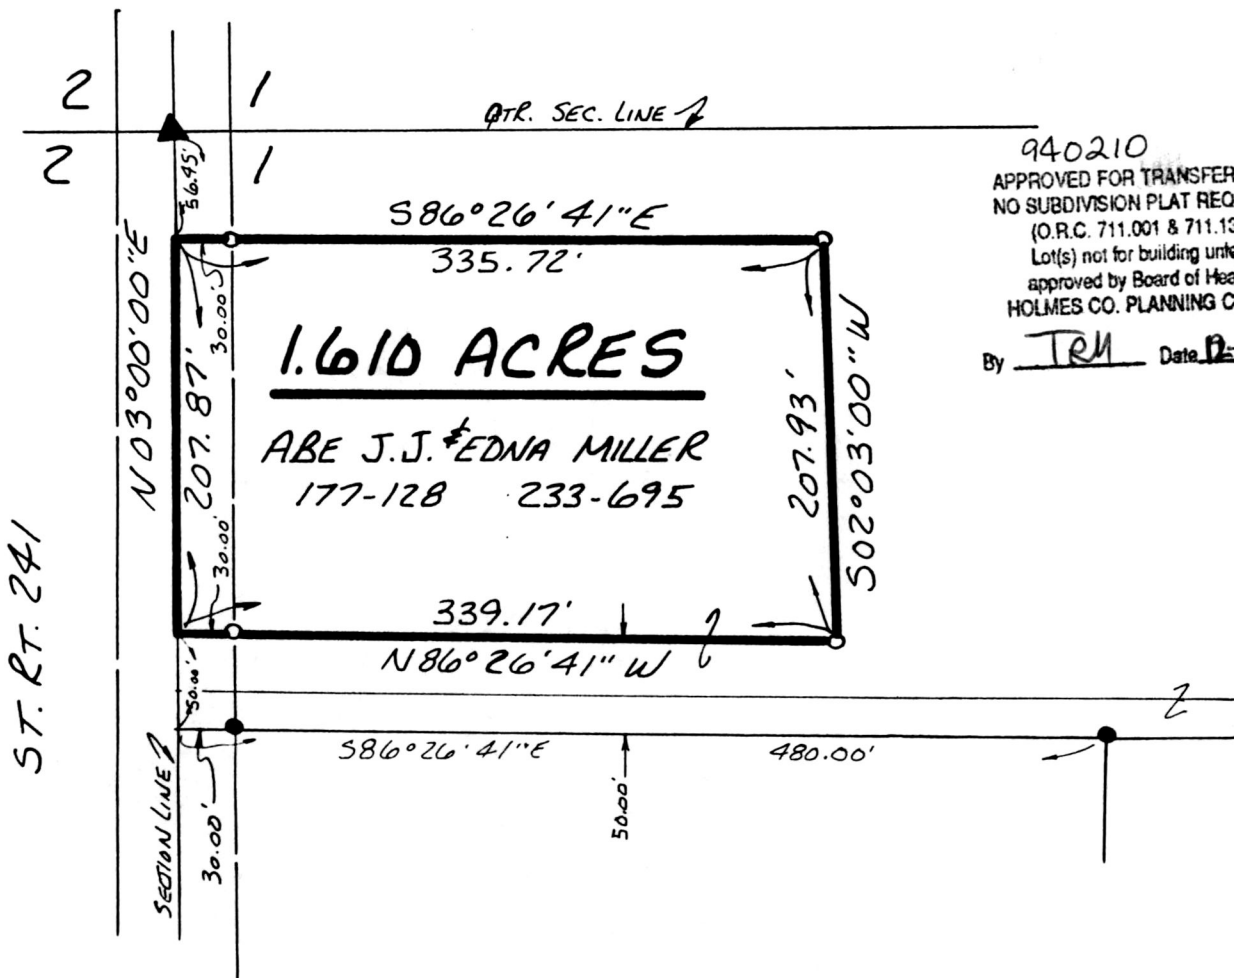 2
1
QTR. SEC. LINE
2
1
56.45'
940210
APPROVED FOR TRANSFER
NO SUBDIVISION PLAT REQ
(O.R.C. 711.001 & 711.13
Lot(s) not for building unle
approved by Board of Hea
HOLMES CO. PLANNING C
By TRM Date 12-
S86°26'41"E
335.72'
N03°00'00"E
207.87'
30.00'
1.610 ACRES
ABE J.J. & EDNA MILLER
177-128 233-695
207.93'
S02°03'00"W
30.00'
339.17'
N86°26'41"W
ST. RT. 241
50.00'
S86°26'41"E
480.00'
SECTION LINE
30.00'
50.00'